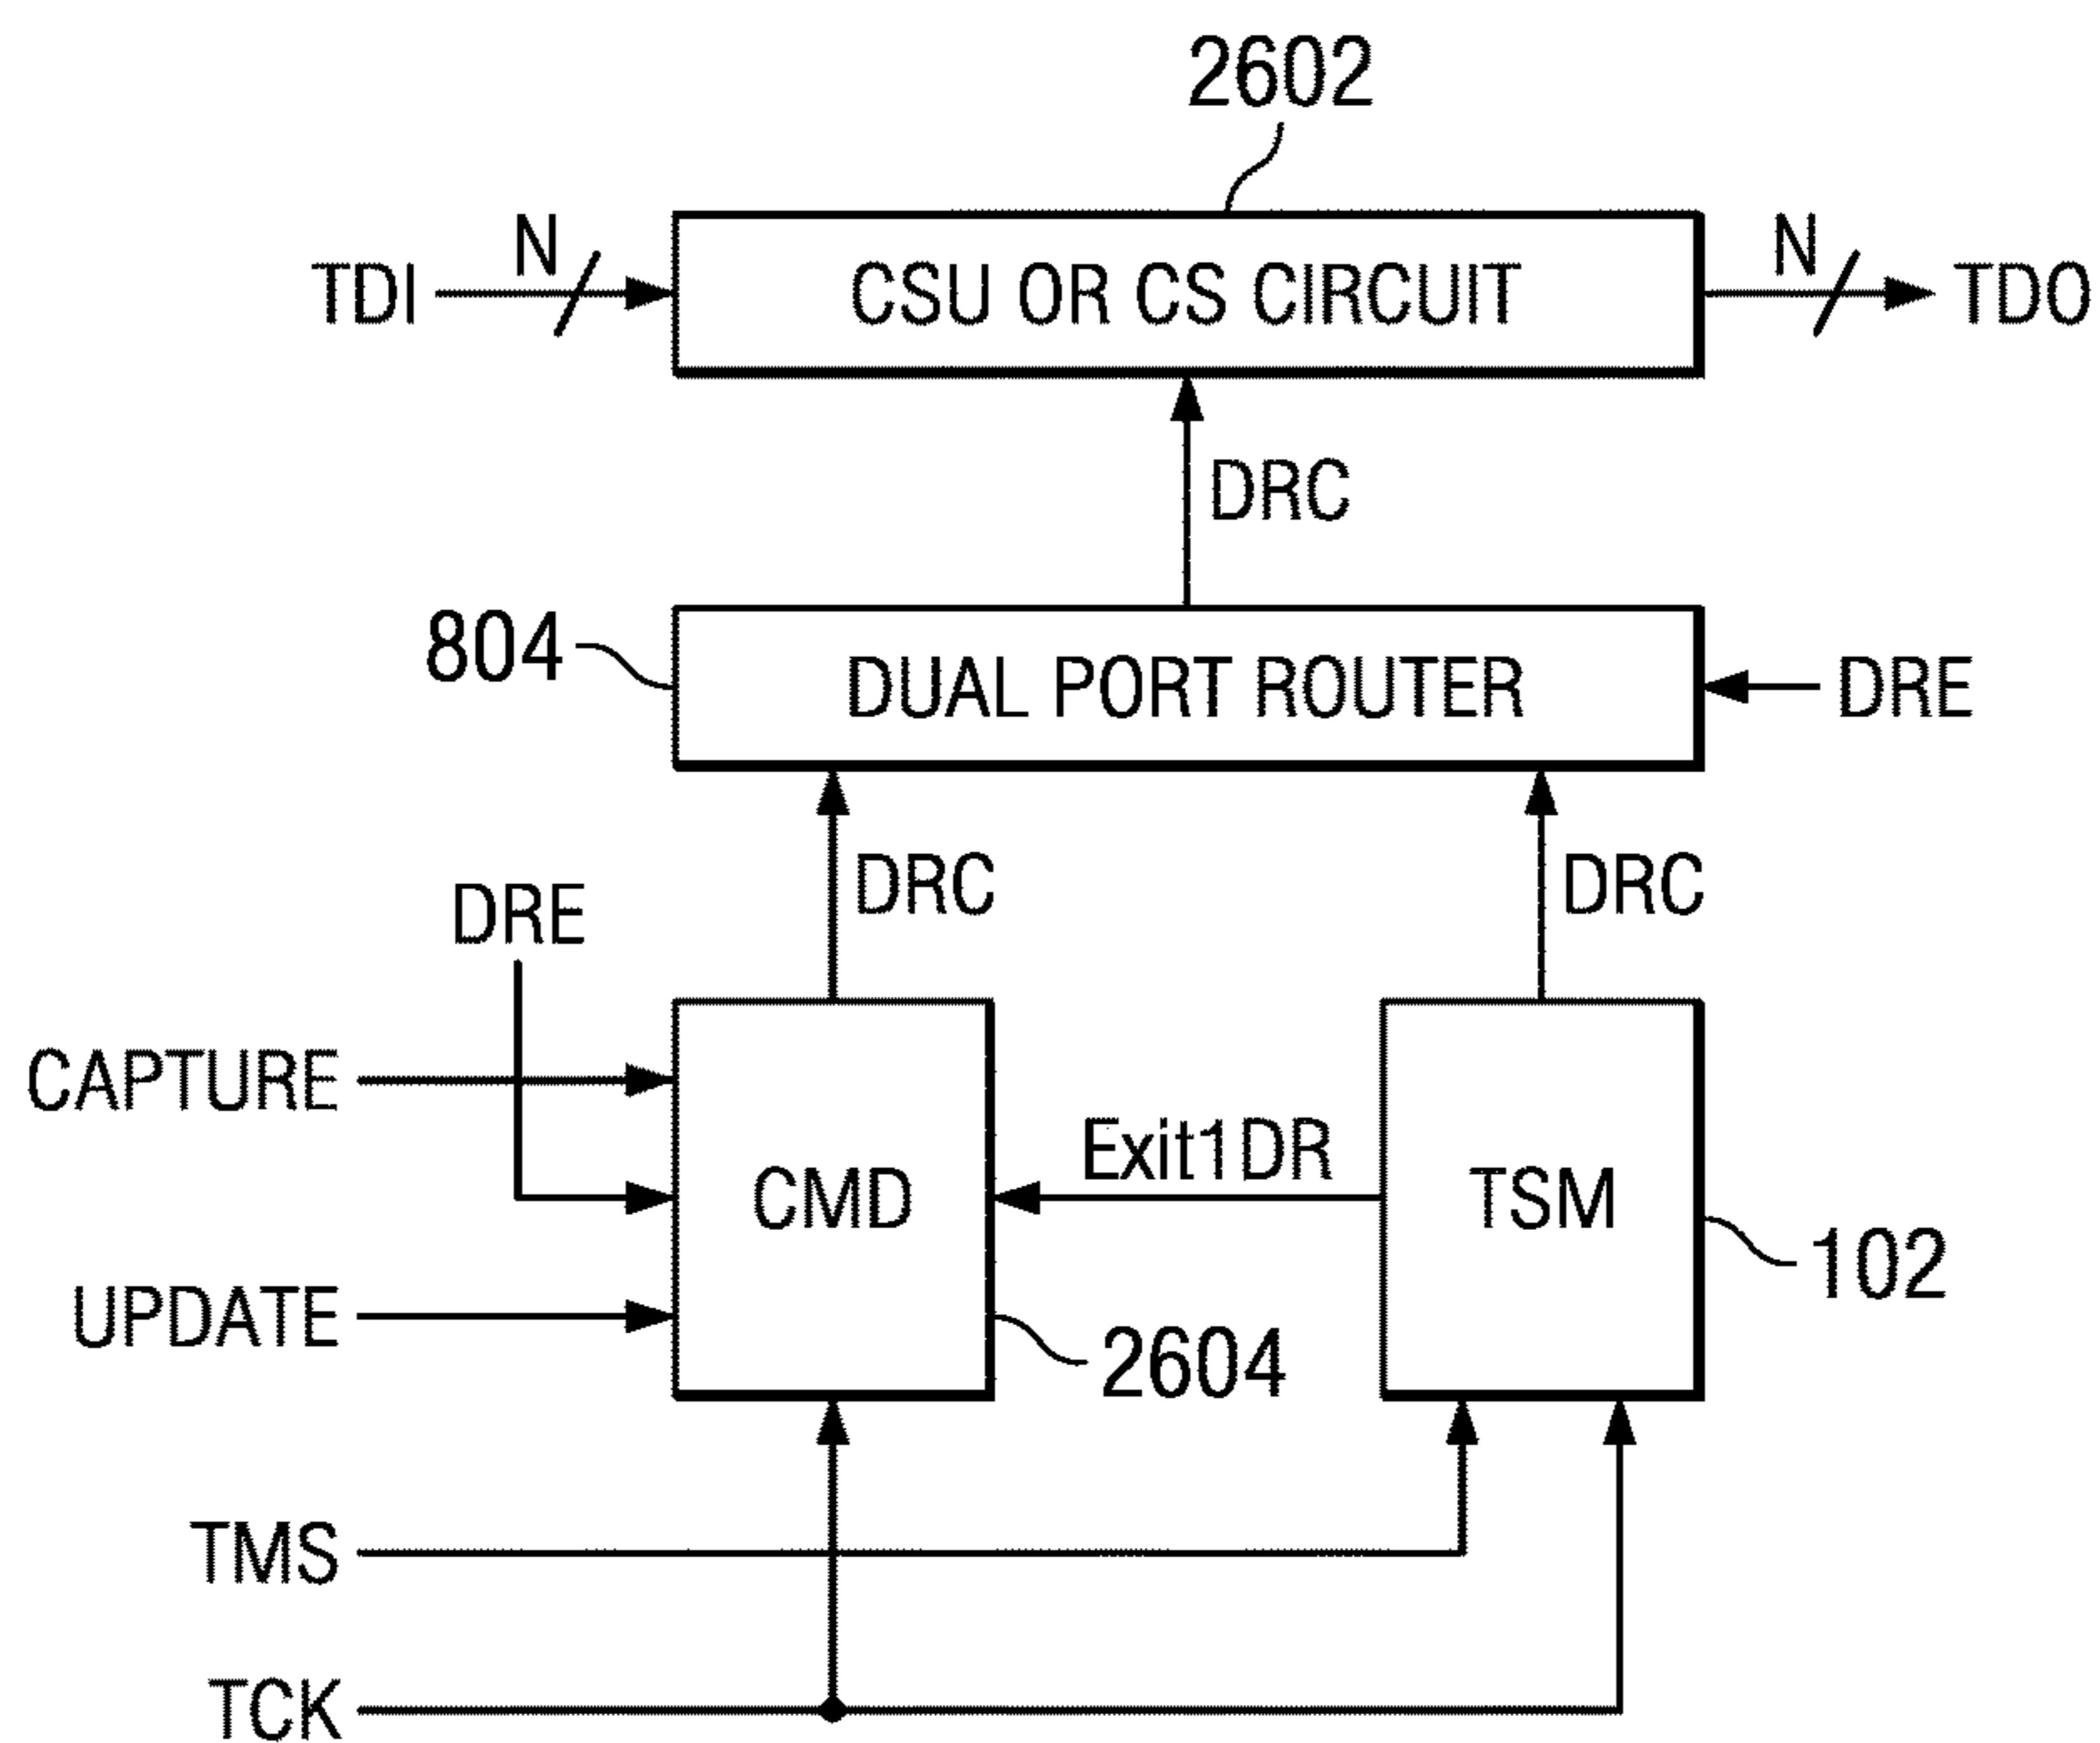 2602
N
N
TDI
CSU OR CS CIRCUIT
TDO
DRC
804
DUAL PORT ROUTER
DRE
DRC
DRC
DRE
CAPTURE
Exit1DR
CMD
TSM
102
UPDATE
2604
TMS
TCK